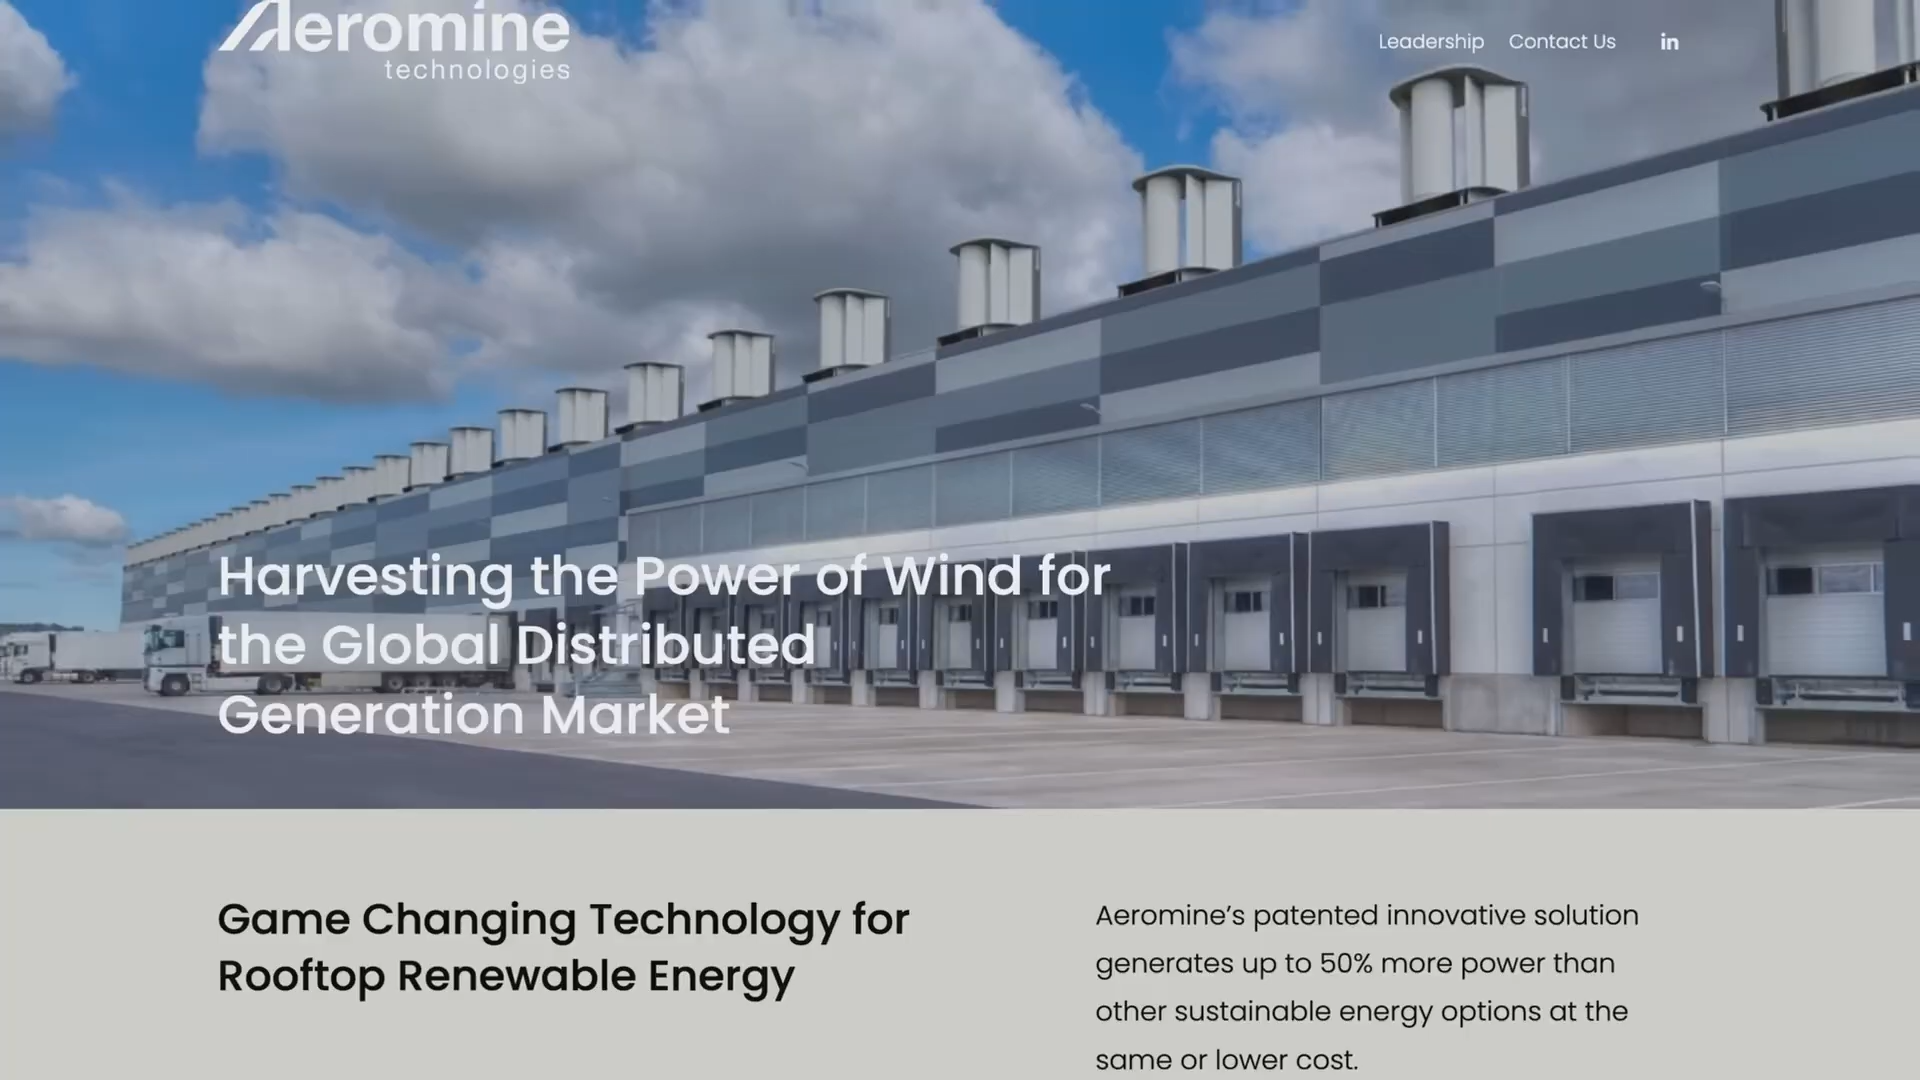 Aeromine
technologies
Leadership Contact Us in
Harvesting the Power of Wind for
the Global Distributed
Generation Market
Game Changing Technology for
Rooftop Renewable Energy
Aeromine’s patented innovative solution
generates up to 50% more power than
other sustainable energy options at the
same or lower cost.